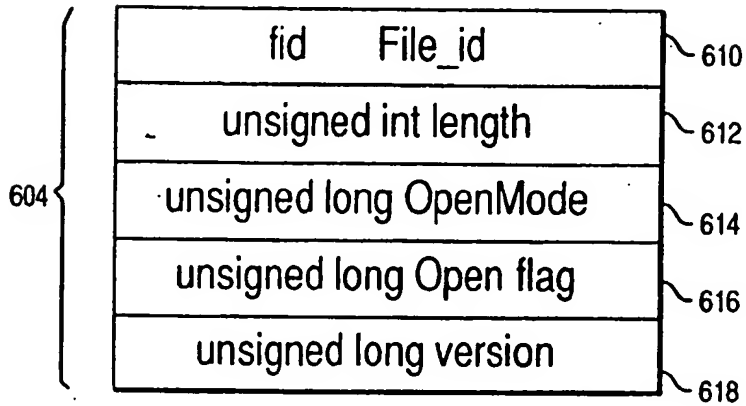 fid File_id
610
unsigned int length
612
604
unsigned long OpenMode
614
unsigned long Open flag
616
unsigned long version
618